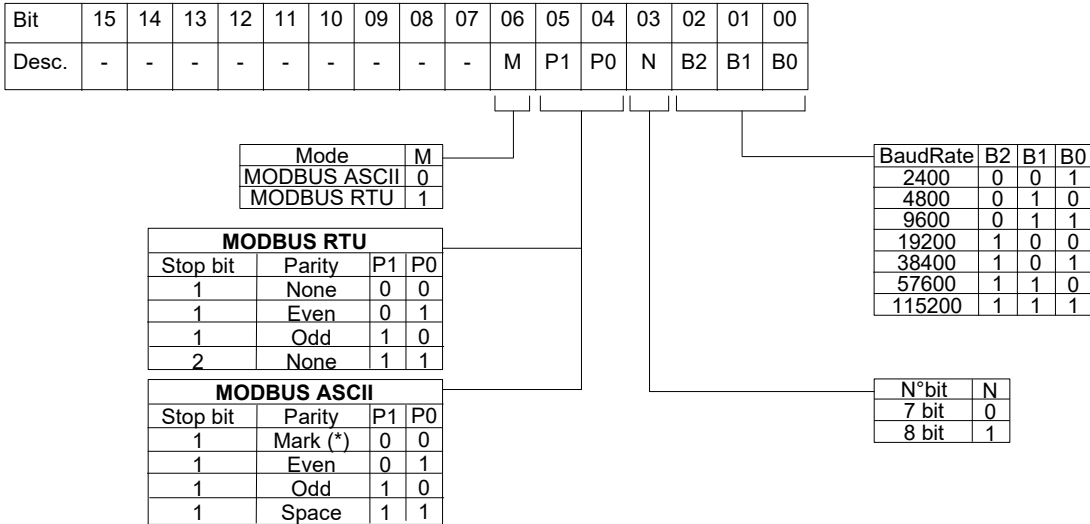 Bit 15 14 13 12 11 10 09 08 07 06 05 04 03 02 01 00
Desc. - - - - - - - - - M P1 P0 N B2 B1 B0
Mode M
MODBUS ASCII 0
MODBUS RTU 1
MODBUS RTU
Stop bit Parity P1 P0
1 None 0 0
1 Even 0 1
1 Odd 1 0
2 None 1 1
MODBUS ASCII
Stop bit Parity P1 P0
1 Mark (*) 0 0
1 Even 0 1
1 Odd 1 0
1 Space 1 1
BaudRate B2 B1 B0
2400 0 0 1
4800 0 1 0
9600 0 1 1
19200 1 0 0
38400 1 0 1
57600 1 1 0
115200 1 1 1
N°bit N
7 bit 0
8 bit 1